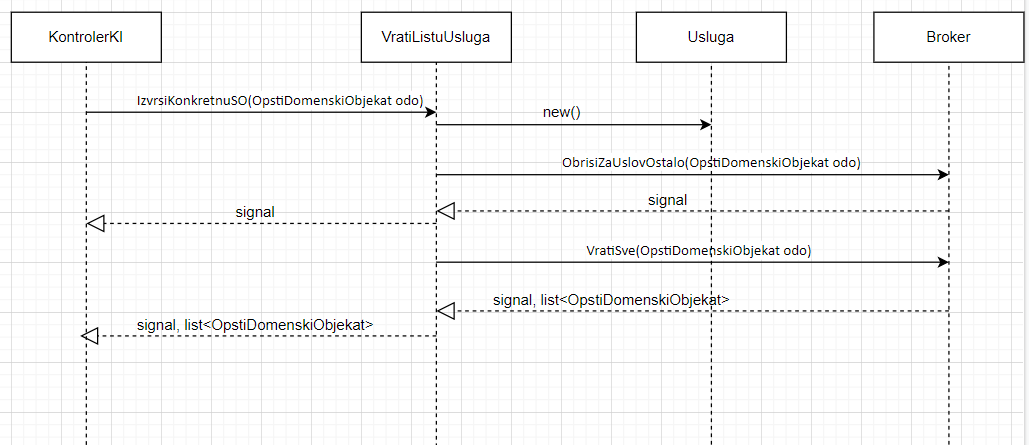 KontrolerKI
VratiListuUsluga
Usluga
Broker
IzvrsiKonkretnuSO(OpstiDomenskiObjekat odo)
new()
ObrisiZaUslovOstalo(OpstiDomenskiObjekat odo)
signal
signal
VratiSve(OpstiDomenskiObjekat odo)
signal, list<OpstiDomenskiObjekat>
signal, list<OpstiDomenskiObjekat>